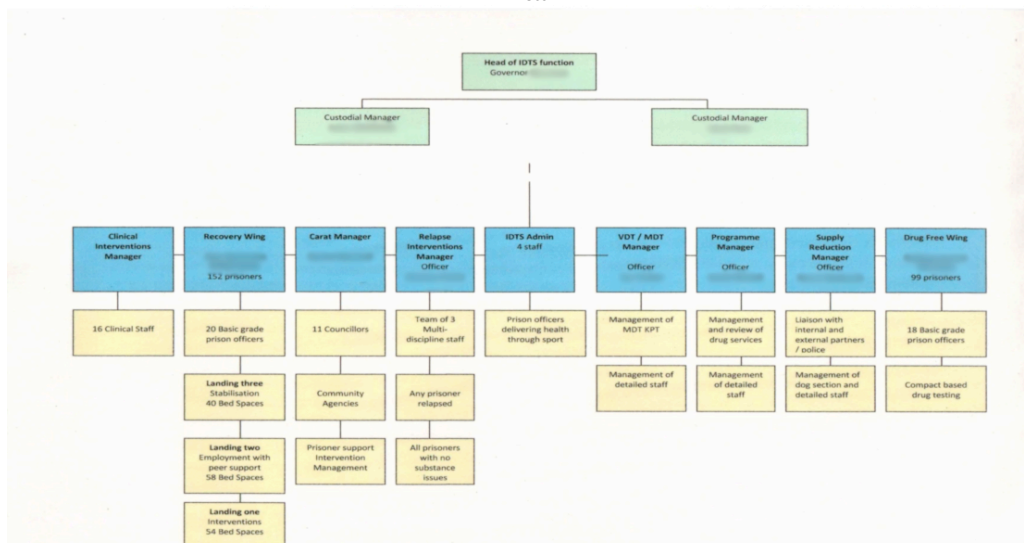 Head of IDTS function
Governor
Custodial Manager
Custodial Manager
Clinical
Interventions
Manager
Recovery Wing
152 prisoners
Carat Manager
Relapse
Interventions
Manager
Officer
IDTS Admin
4 staff
VDT / MDT
Manager
Officer
Programme
Manager
Officer
Supply
Reduction
Manager
Officer
Drug Free Wing
99 prisoners
16 Clinical Staff
20 Basic grade
prison officers
11 Councillors
Team of 3
Multi-
discipline staff
Prison officers
delivering health
through sport
Management of
MDT KPT
Management
and review of
drug services
Liaison with
internal and
external partners
/ police
18 Basic grade
prison officers
Landing three
Stabilisation
40 Bed Spaces
Community
Agencies
Any prisoner
relapsed
Management of
detailed staff
Management
of detailed
staff
Management of
dog section and
detailed staff
Compact based
drug testing
Landing two
Employment with
peer support
58 Bed Spaces
Prisoner support
Intervention
Management
All prisoners
with no
substance
issues
Landing one
Interventions
54 Bed Spaces